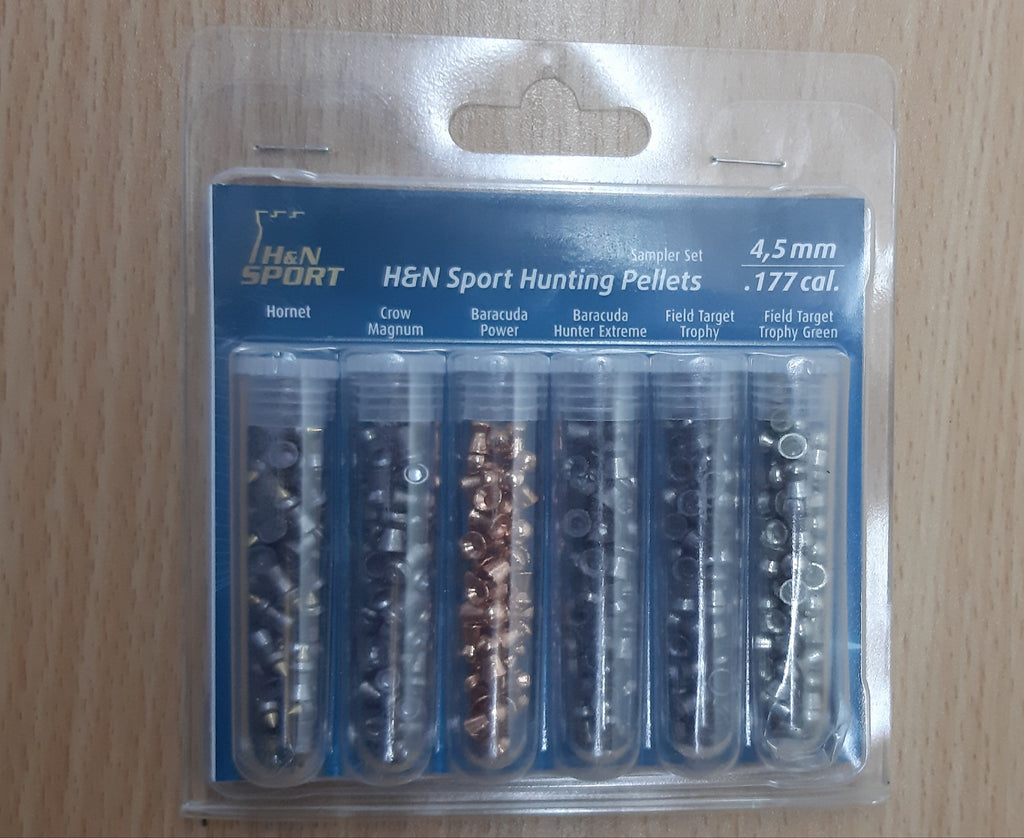 H&N
SPORT
Sampler Set
H&N Sport Hunting Pellets
4,5 mm
.177 cal.
Hornet
Crow
Magnum
Baracuda
Power
Baracuda
Hunter Extreme
Field Target
Trophy
Field Target
Trophy Green